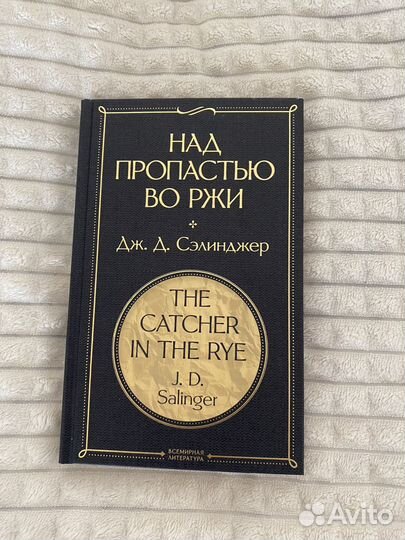 НАД
ПРОПАСТЬЮ
ВО РЖИ
Дж. Д. Сэлинджер
THE
CATCHER
IN THE RYE
J. D.
Salinger
ВСЕМИРНАЯ
ЛИТЕРАТУРА
Avito